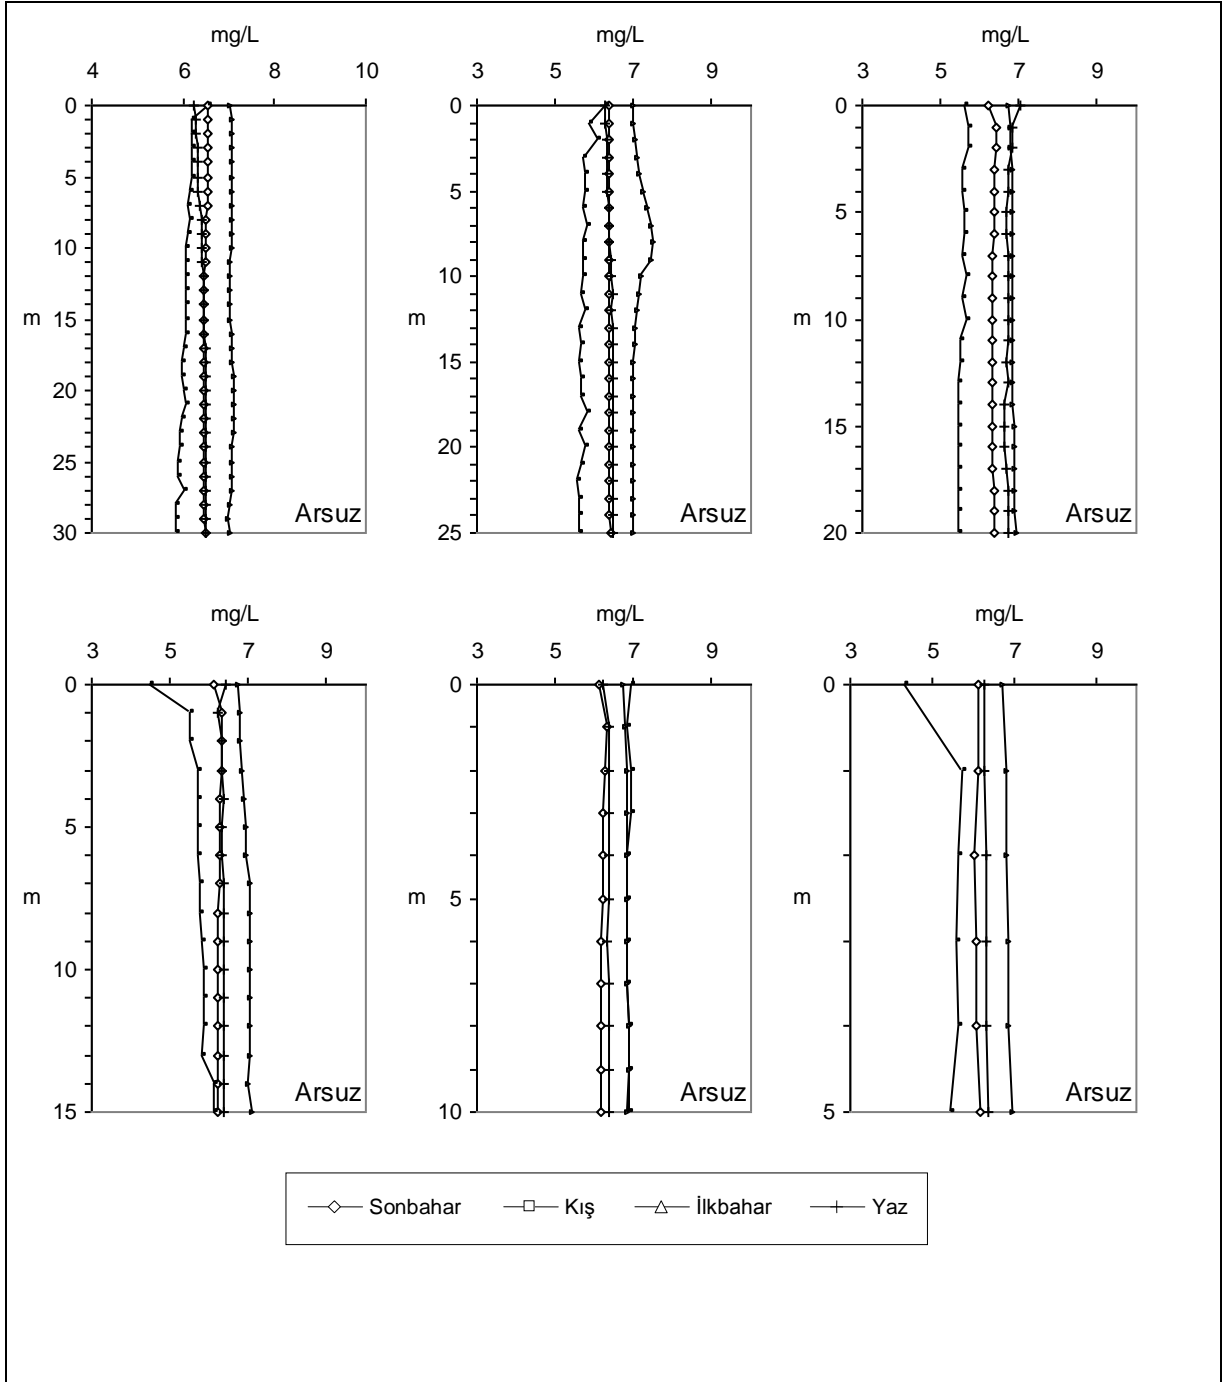 mg/L mg/L mg/L
4 6 8 10 3 5 7 9 3 5 7 9
0 0 0
5 5 5
10 10 10
m m m
15 15 15
20 20 20
25 25
30
Arsuz Arsuz Arsuz
mg/L mg/L mg/L
3 5 7 9 3 5 7 9 3 5 7 9
0 0 0
5 5 5
m m m
10 10
15
Arsuz Arsuz Arsuz
Sonbahar Kış İlkbahar Yaz